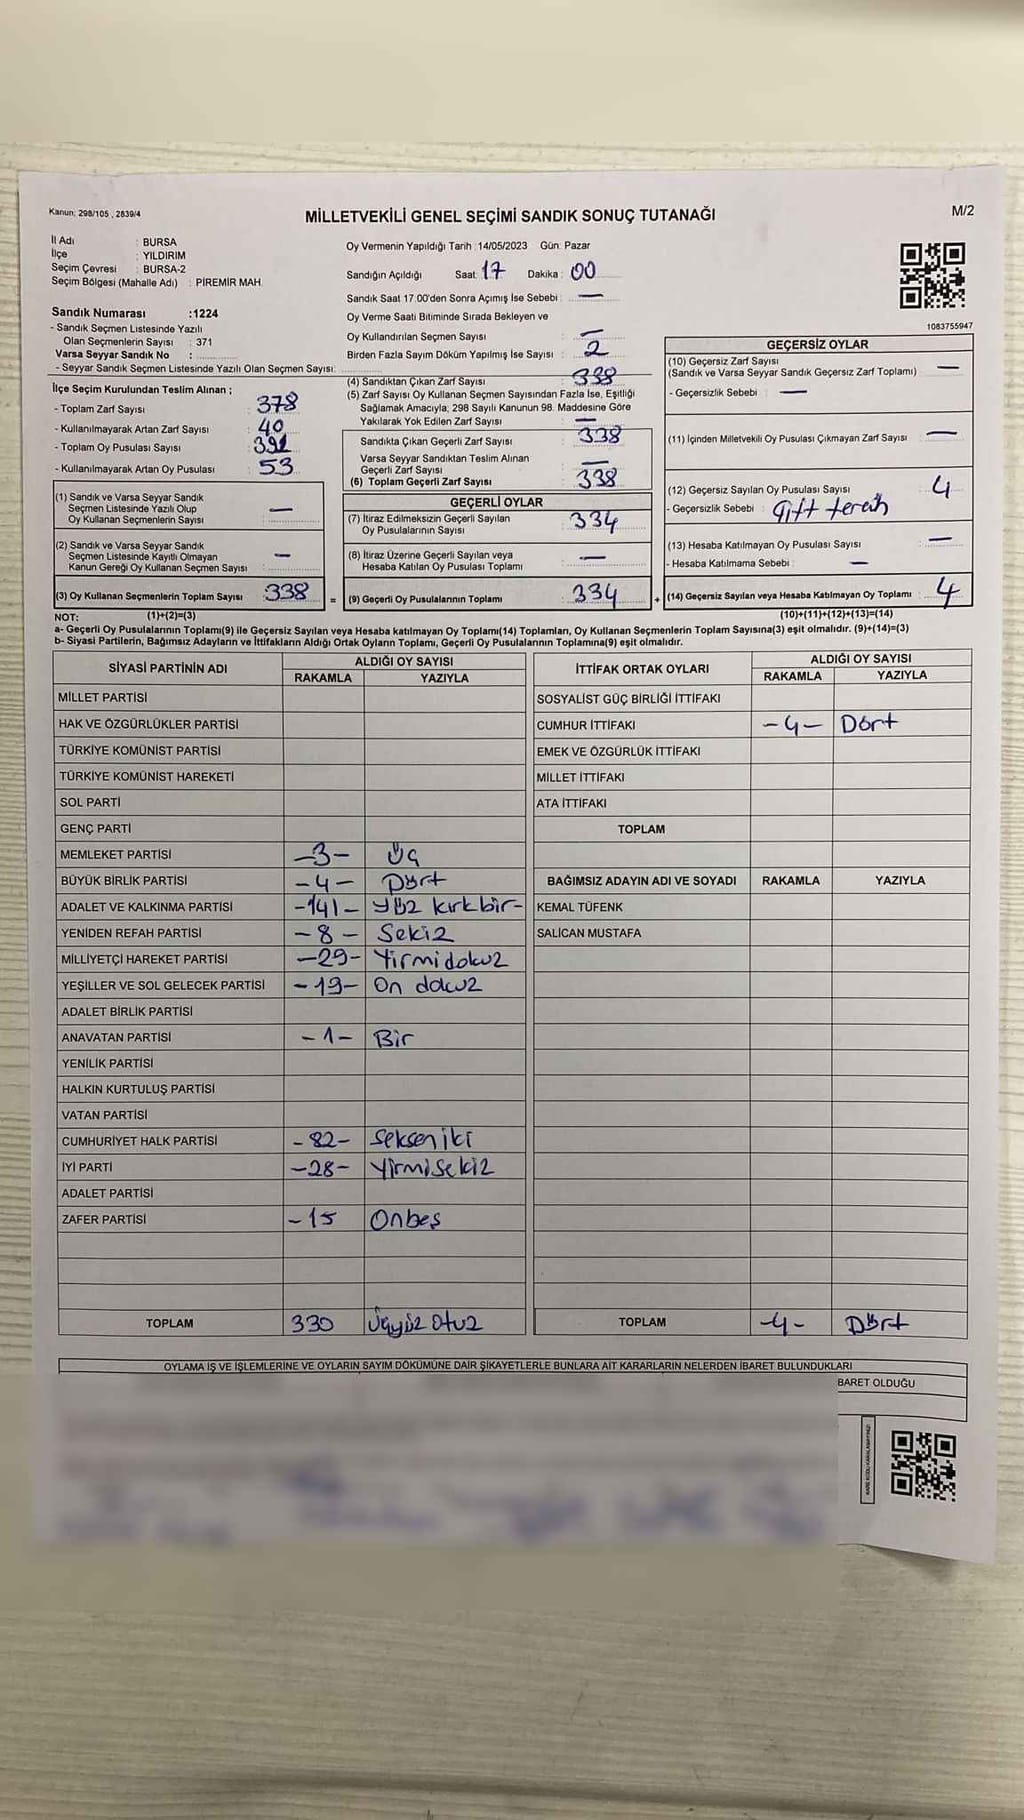 Kanun; 298/105 , 2839/4
MİLLETVEKİLİ GENEL SEÇİMİ SANDIK SONUÇ TUTANAĞI
M/2
İl Adı : BURSA
İlçe : YILDIRIM
Seçim Çevresi : BURSA-2
Seçim Bölgesi (Mahalle Adı) : PİREMİR MAH.
Oy Vermenin Yapıldığı Tarih :14/05/2023 Gün: Pazar
Sandığın Açıldığı Saat: 17 Dakika : 00
Sandık Saat 17:00'den Sonra Açımış İse Sebebi : —
Sandık Numarası :1224
- Sandık Seçmen Listesinde Yazılı
Olan Seçmenlerin Sayısı : 371
Varsa Seyyar Sandık No :
- Seyyar Sandık Seçmen Listesinde Yazılı Olan Seçmen Sayısı:
Oy Verme Saati Bitiminde Sırada Bekleyen ve
Oy Kullandırılan Seçmen Sayısı : —
Birden Fazla Sayım Döküm Yapılmış İse Sayısı : 2
1083755947
İlçe Seçim Kurulundan Teslim Alınan ;
- Toplam Zarf Sayısı : 378
- Kullanılmayarak Artan Zarf Sayısı : 40
- Toplam Oy Pusulası Sayısı :
- Kullanılmayarak Artan Oy Pusulası : 53
(1) Sandık ve Varsa Seyyar Sandık
Seçmen Listesinde Yazılı Olup
Oy Kullanan Seçmenlerin Sayısı : —
(2) Sandık ve Varsa Seyyar Sandık
Seçmen Listesinde Kayıtlı Olmayan
Kanun Gereği Oy Kullanan Seçmen Sayısı : —
(3) Oy Kullanan Seçmenlerin Toplam Sayısı : 338
(4) Sandıktan Çıkan Zarf Sayısı : 338
(5) Zarf Sayısı Oy Kullanan Seçmen Sayısından Fazla İse, Eşitliği
Sağlamak Amacıyla; 298 Sayılı Kanunun 98. Maddesine Göre
Yakılarak Yok Edilen Zarf Sayısı : —
Sandıkta Çıkan Geçerli Zarf Sayısı : 338
Varsa Seyyar Sandıktan Teslim Alınan
Geçerli Zarf Sayısı : —
(6) Toplam Geçerli Zarf Sayısı : 338
GEÇERLİ OYLAR
(7) İtiraz Edilmeksizin Geçerli Sayılan
Oy Pusulalarının Sayısı : 334
(8) İtiraz Üzerine Geçerli Sayılan veya
Hesaba Katılan Oy Pusulası Toplamı : —
= (9) Geçerli Oy Pusulalarının Toplamı : 334
GEÇERSİZ OYLAR
(10) Geçersiz Zarf Sayısı
(Sandık ve Varsa Seyyar Sandık Geçersiz Zarf Toplamı) : —
- Geçersizlik Sebebi : —
(11) İçinden Milletvekili Oy Pusulası Çıkmayan Zarf Sayısı : —
(12) Geçersiz Sayılan Oy Pusulası Sayısı : 4
- Geçersizlik Sebebi : Çift tercih
(13) Hesaba Katılmayan Oy Pusulası Sayısı : —
- Hesaba Katılmama Sebebi : —
+ (14) Geçersiz Sayılan veya Hesaba Katılmayan Oy Toplamı : 4
NOT: (1)+(2)=(3)
(10)+(11)+(12)+(13)=(14)
a- Geçerli Oy Pusulalarının Toplamı(9) ile Geçersiz Sayılan veya Hesaba katılmayan Oy Toplamı(14) Toplamları, Oy Kullanan Seçmenlerin Toplam Sayısına(3) eşit olmalıdır. (9)+(14)=(3)
b- Siyasi Partilerin, Bağımsız Adayların ve İttifakların Aldığı Ortak Oyların Toplamı, Geçerli Oy Pusulalarının Toplamına(9) eşit olmalıdır.
SİYASİ PARTİNİN ADI ALDIĞI OY SAYISI
RAKAMLA YAZIYLA
MİLLET PARTİSİ
HAK VE ÖZGÜRLÜKLER PARTİSİ
TÜRKİYE KOMÜNİST PARTİSİ
TÜRKİYE KOMÜNİST HAREKETİ
SOL PARTİ
GENÇ PARTİ
MEMLEKET PARTİSİ -3- Üç
BÜYÜK BİRLİK PARTİSİ -4- Dört
ADALET VE KALKINMA PARTİSİ -141- Yüz kırkbir-
YENİDEN REFAH PARTİSİ -8- Sekiz
MİLLİYETÇİ HAREKET PARTİSİ -29- Yirmidokuz
YEŞİLLER VE SOL GELECEK PARTİSİ -19- On dokuz
ADALET BİRLİK PARTİSİ
ANAVATAN PARTİSİ -1- Bir
YENİLİK PARTİSİ
HALKIN KURTULUŞ PARTİSİ
VATAN PARTİSİ
CUMHURİYET HALK PARTİSİ -82- Seksen iki
İYİ PARTİ -28- Yirmi Sekiz
ADALET PARTİSİ
ZAFER PARTİSİ -15 Onbeş
TOPLAM 330 Üçyüz Otuz
İTTİFAK ORTAK OYLARI ALDIĞI OY SAYISI
RAKAMLA YAZIYLA
SOSYALİST GÜÇ BİRLİĞİ İTTİFAKI
CUMHUR İTTİFAKI -4- Dört
EMEK VE ÖZGÜRLÜK İTTİFAKI
MİLLET İTTİFAKI
ATA İTTİFAKI
TOPLAM
BAĞIMSIZ ADAYIN ADI VE SOYADI RAKAMLA YAZIYLA
KEMAL TÜFENK
SALİCAN MUSTAFA
TOPLAM -4- Dört
OYLAMA İŞ VE İŞLEMLERİNE VE OYLARIN SAYIM DÖKÜMÜNE DAİR ŞİKAYETLERLE BUNLARA AİT KARARLARIN NELERDEN İBARET BULUNDUKLARI
BARET OLDUĞU